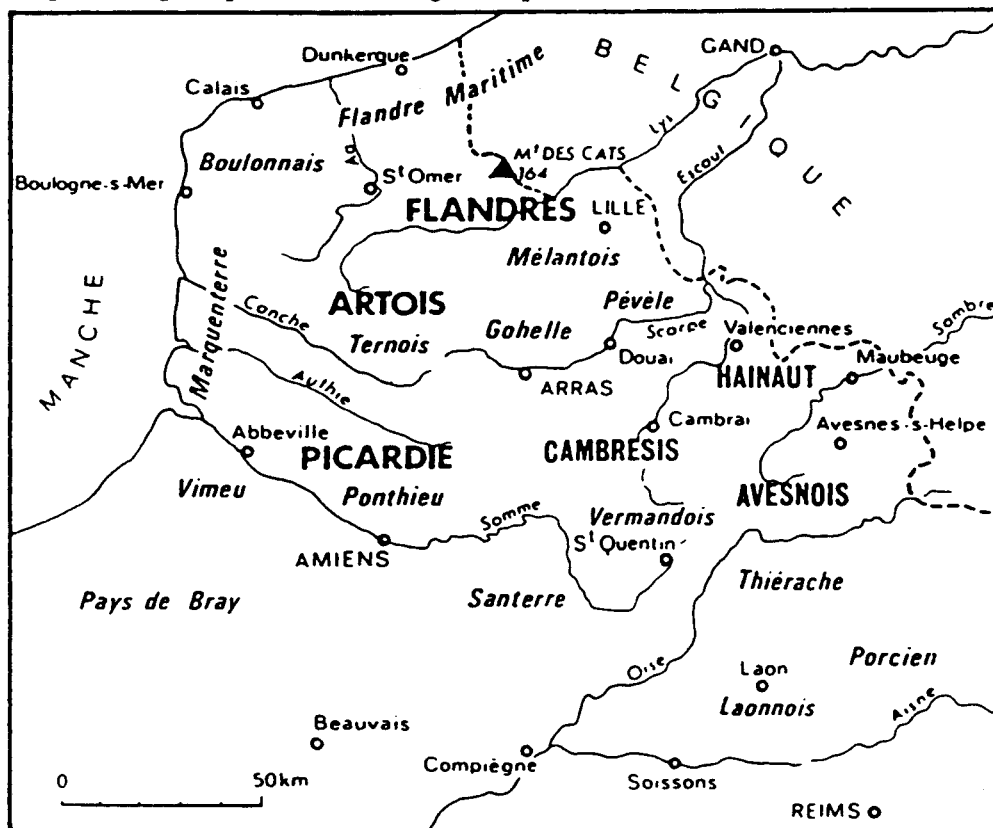 BELGIQUE
GAND
Dunkerque
Calais
Flandre Maritime
Lys
Escaut
Boulonnais
Aa
Mt DES CATS
164
St Omer
Boulogne-s-Mer
FLANDRES
LILLE
Mélantois
MANCHE
Marquenterre
ARTOIS
Pévèle
Canche
Ternois
Gohelle
Scarpe
Valenciennes
Sambre
Douai
Maubeuge
ARRAS
HAINAUT
Authie
Cambrai
Avesnes-s-Helpe
Abbeville
PICARDIE
CAMBRESIS
Vimeu
Ponthieu
AVESNOIS
Somme
Vermandois
St Quentin
AMIENS
Thiérache
Pays de Bray
Santerre
Oise
Laon
Porcien
Laonnois
Aisne
Beauvais
Compiègne
Soissons
0 50km
REIMS